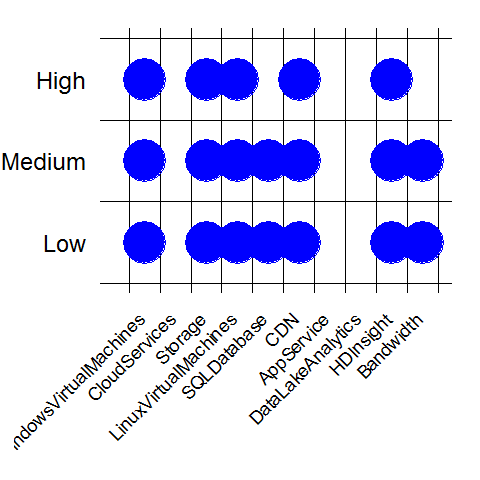 High
Medium
Low
ndowsVirtualMachines
CloudServices
Storage
LinuxVirtualMachines
SQLDatabase
CDN
AppService
DataLakeAnalytics
HDInsight
Bandwidth